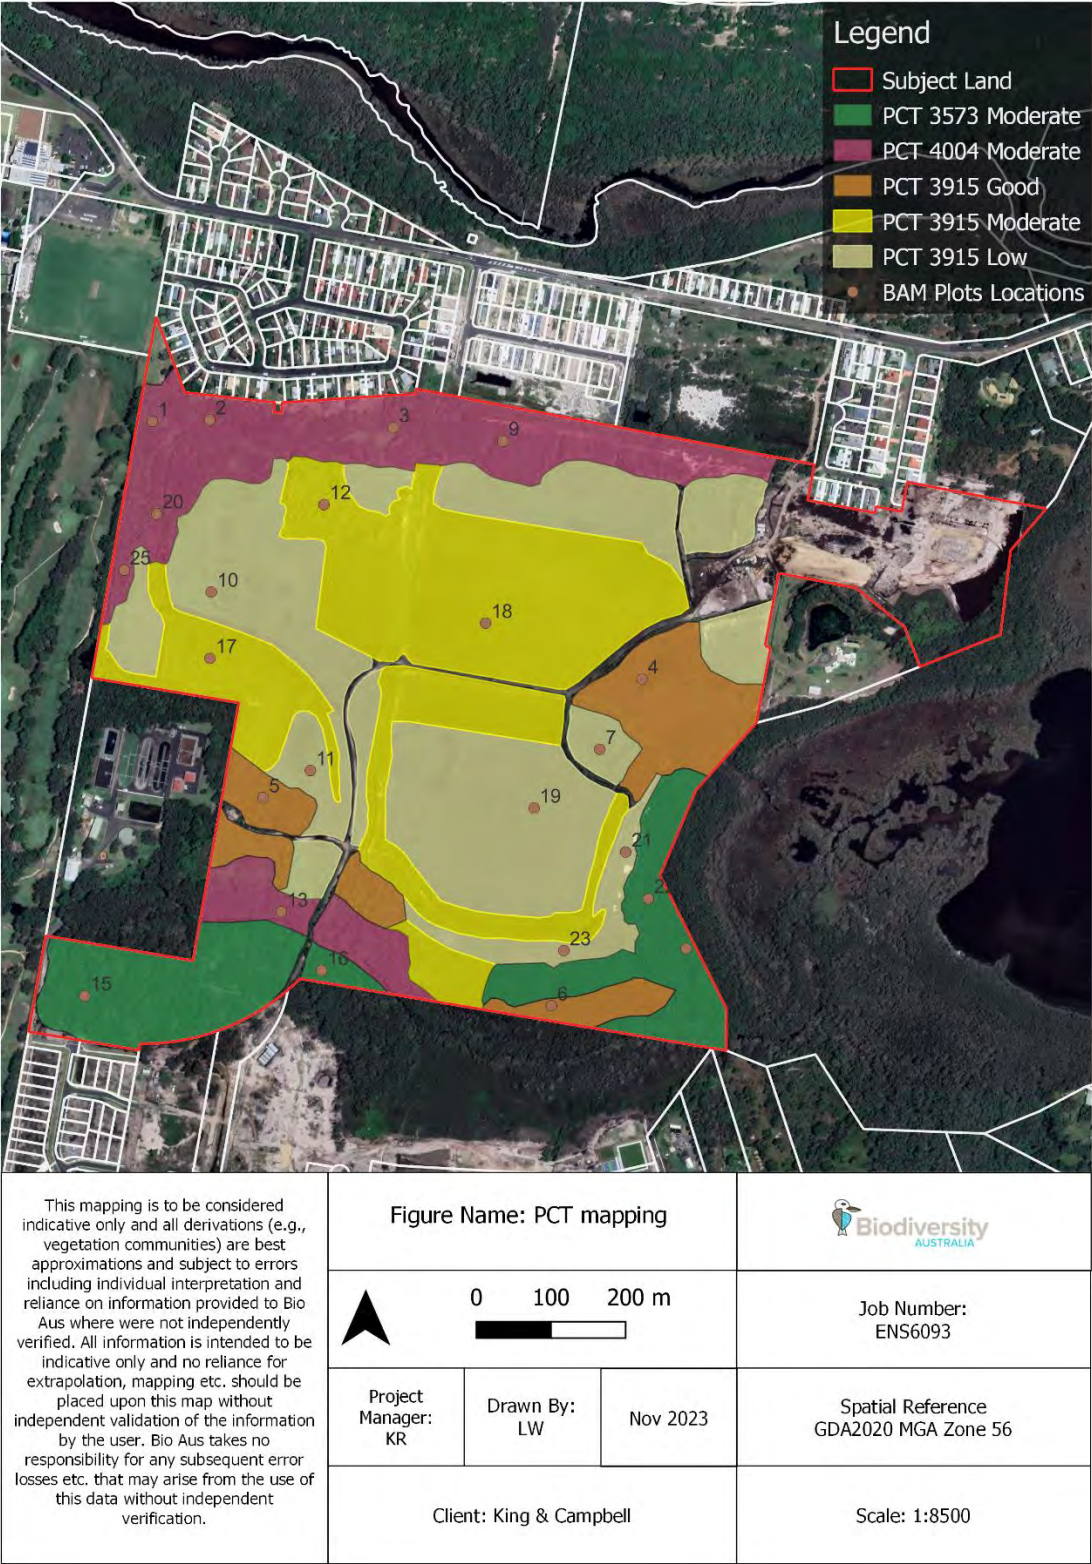 Legend
Subject Land
PCT 3573 Moderate
PCT 4004 Moderate
PCT 3915 Good
PCT 3915 Moderate
PCT 3915 Low
BAM Plots Locations
1
2
3
9
20
12
25
10
18
17
4
7
11
5
19
21
13
23
16
15
6
This mapping is to be considered
indicative only and all derivations (e.g.,
vegetation communities) are best
approximations and subject to errors
including individual interpretation and
reliance on information provided to Bio
Aus where were not independently
verified. All information is intended to be
indicative only and no reliance for
extrapolation, mapping etc. should be
placed upon this map without
independent validation of the information
by the user. Bio Aus takes no
responsibility for any subsequent error
losses etc. that may arise from the use of
this data without independent
verification.
Figure Name: PCT mapping
0 100 200 m
Project
Manager:
KR
Drawn By:
LW
Nov 2023
Client: King & Campbell
Biodiversity
AUSTRALIA
Job Number:
ENS6093
Spatial Reference
GDA2020 MGA Zone 56
Scale: 1:8500